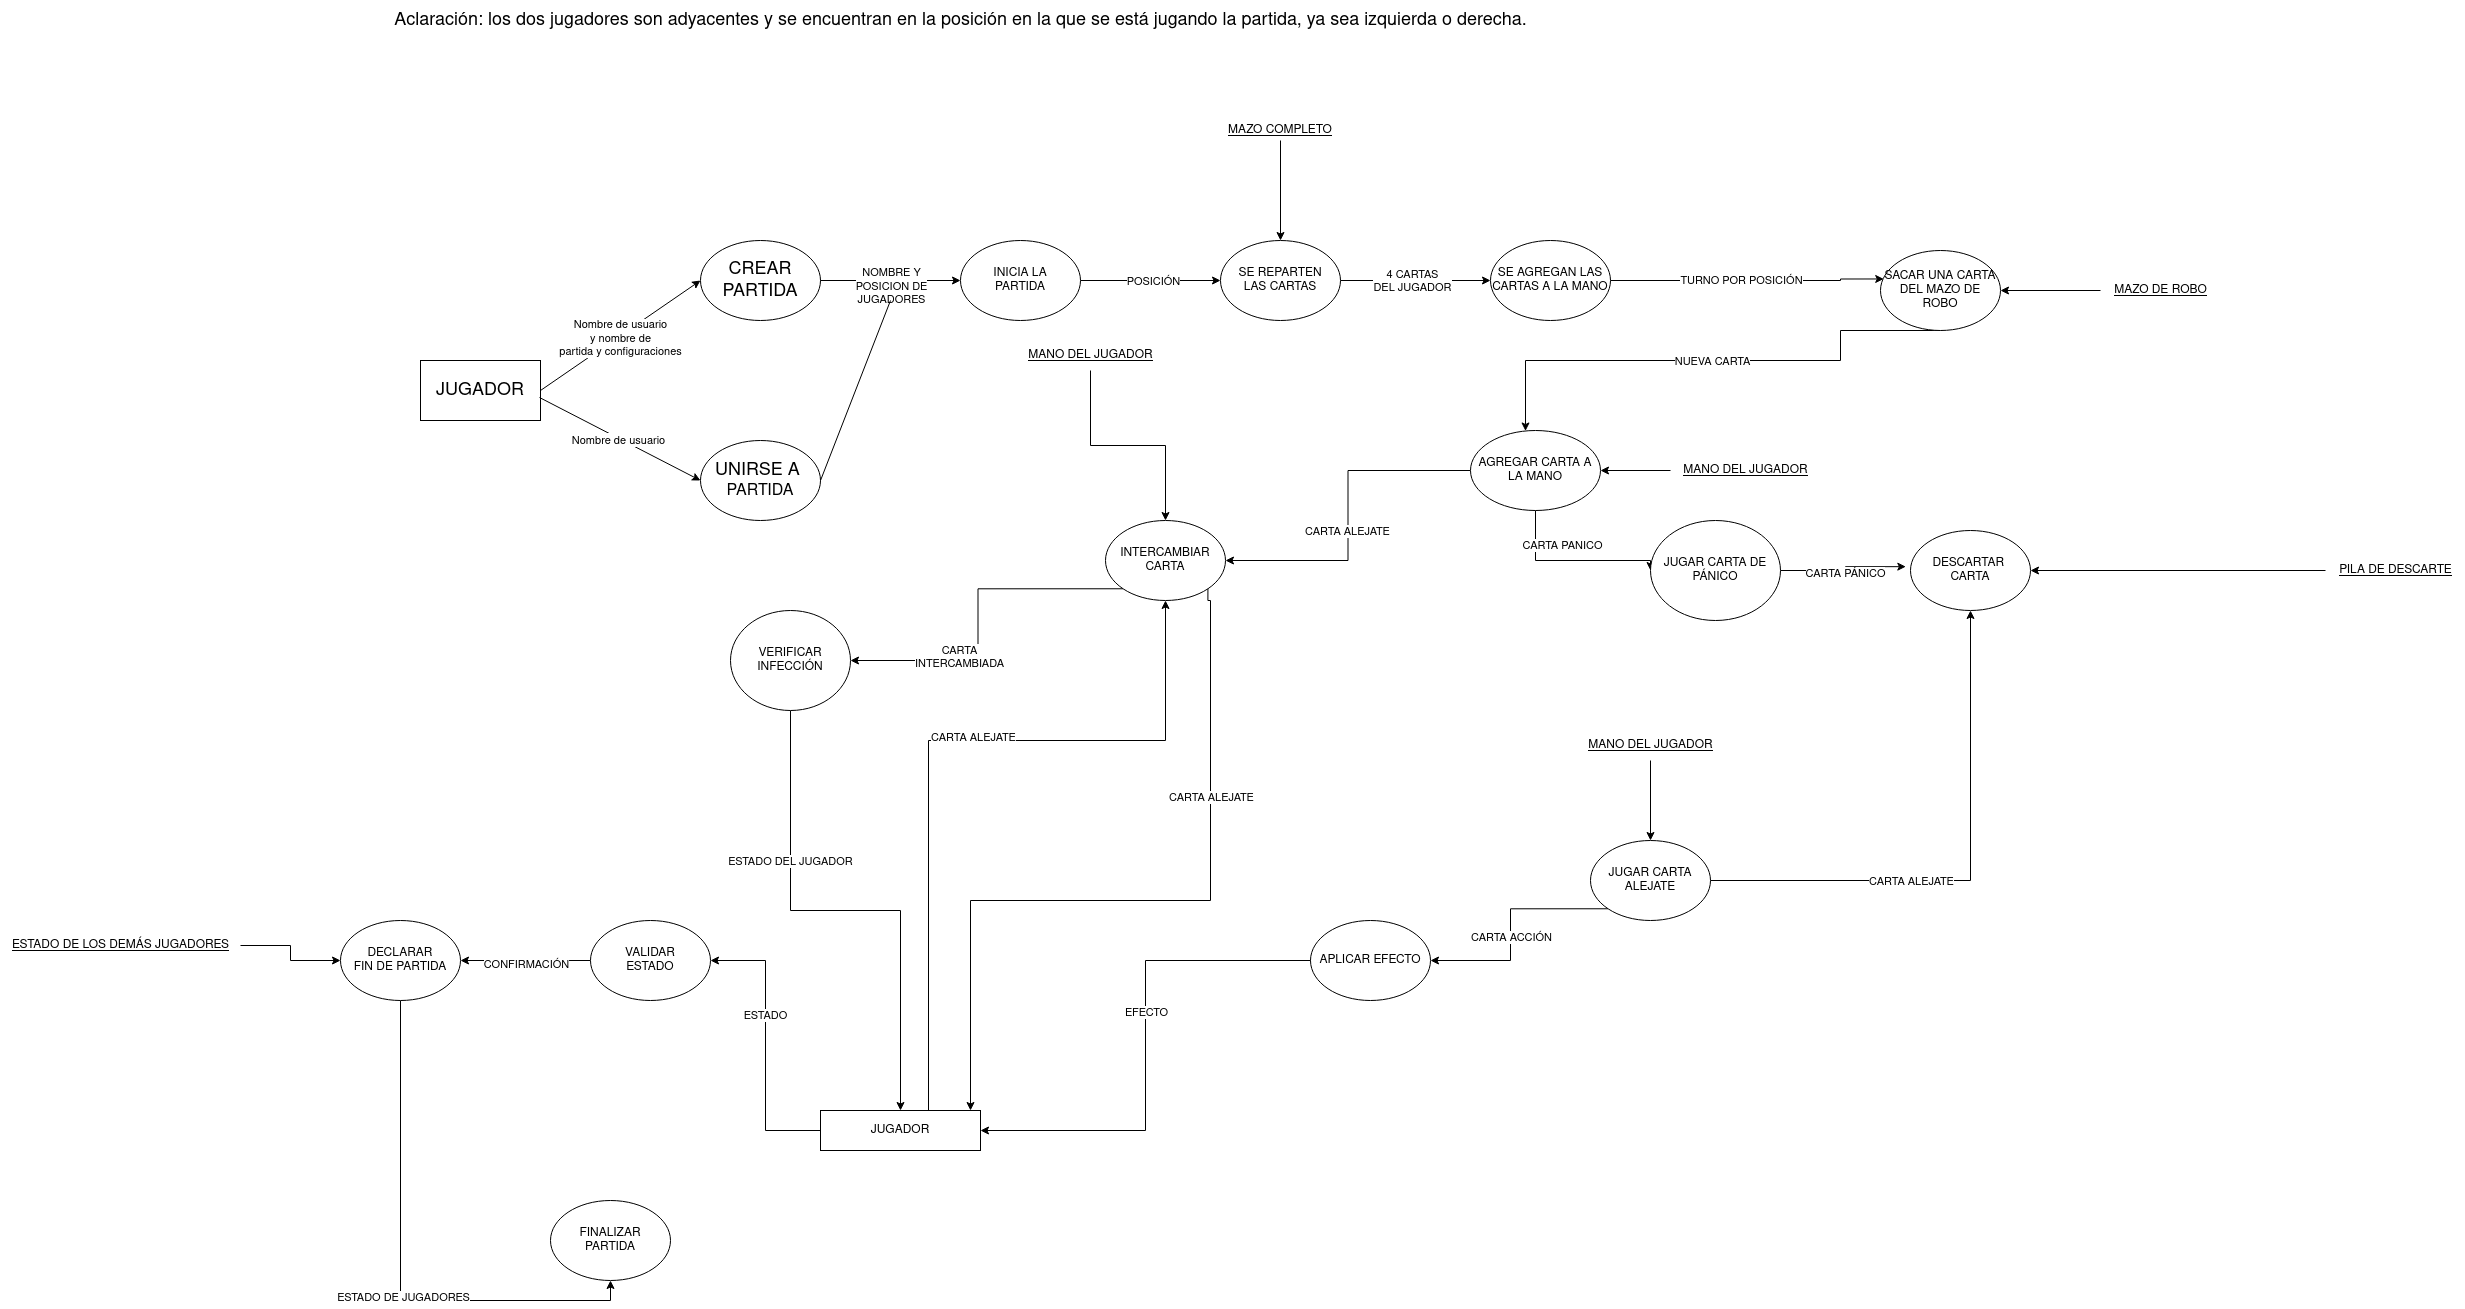 Aclaración: los dos jugadores son adyacentes y se encuentran en la posición en la que se está jugando la partida, ya sea izquierda o derecha.
MAZO COMPLETO
CREAR
PARTIDA
NOMBRE Y
POSICION DE
JUGADORES
INICIA LA
PARTIDA
POSICIÓN
SE REPARTEN
LAS CARTAS
4 CARTAS
DEL JUGADOR
SE AGREGAN LAS
CARTAS A LA MANO
TURNO POR POSICIÓN
SACAR UNA CARTA
DEL MAZO DE
ROBO
MAZO DE ROBO
Nombre de usuario
y nombre de
partida y configuraciones
MANO DEL JUGADOR
NUEVA CARTA
JUGADOR
Nombre de usuario
UNIRSE A
PARTIDA
AGREGAR CARTA A
LA MANO
MANO DEL JUGADOR
CARTA ALEJATE
CARTA PANICO
INTERCAMBIAR
CARTA
JUGAR CARTA DE
PÁNICO
CARTA PÁNICO
DESCARTAR
CARTA
PILA DE DESCARTE
VERIFICAR
INFECCIÓN
CARTA
INTERCAMBIADA
CARTA ALEJATE
MANO DEL JUGADOR
CARTA ALEJATE
ESTADO DEL JUGADOR
JUGAR CARTA
ALEJATE
CARTA ALEJATE
CARTA ACCIÓN
ESTADO DE LOS DEMÁS JUGADORES
DECLARAR
FIN DE PARTIDA
CONFIRMACIÓN
VALIDAR
ESTADO
APLICAR EFECTO
ESTADO
EFECTO
JUGADOR
FINALIZAR
PARTIDA
ESTADO DE JUGADORES